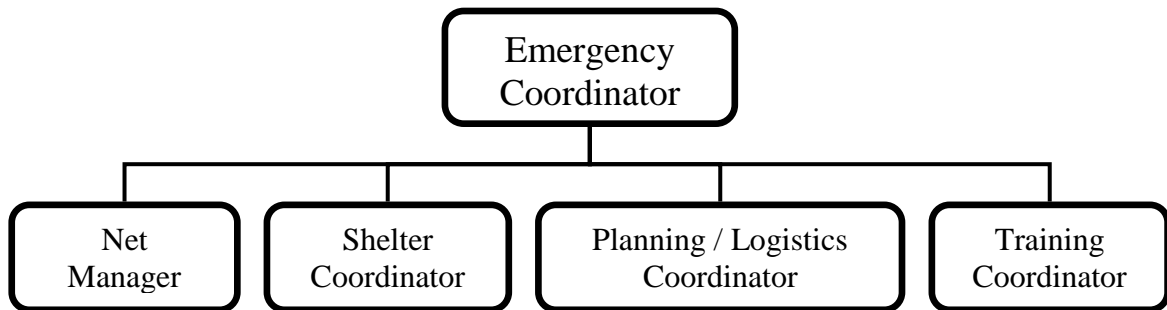 Emergency
Coordinator
Net
Manager
Shelter
Coordinator
Planning / Logistics
Coordinator
Training
Coordinator